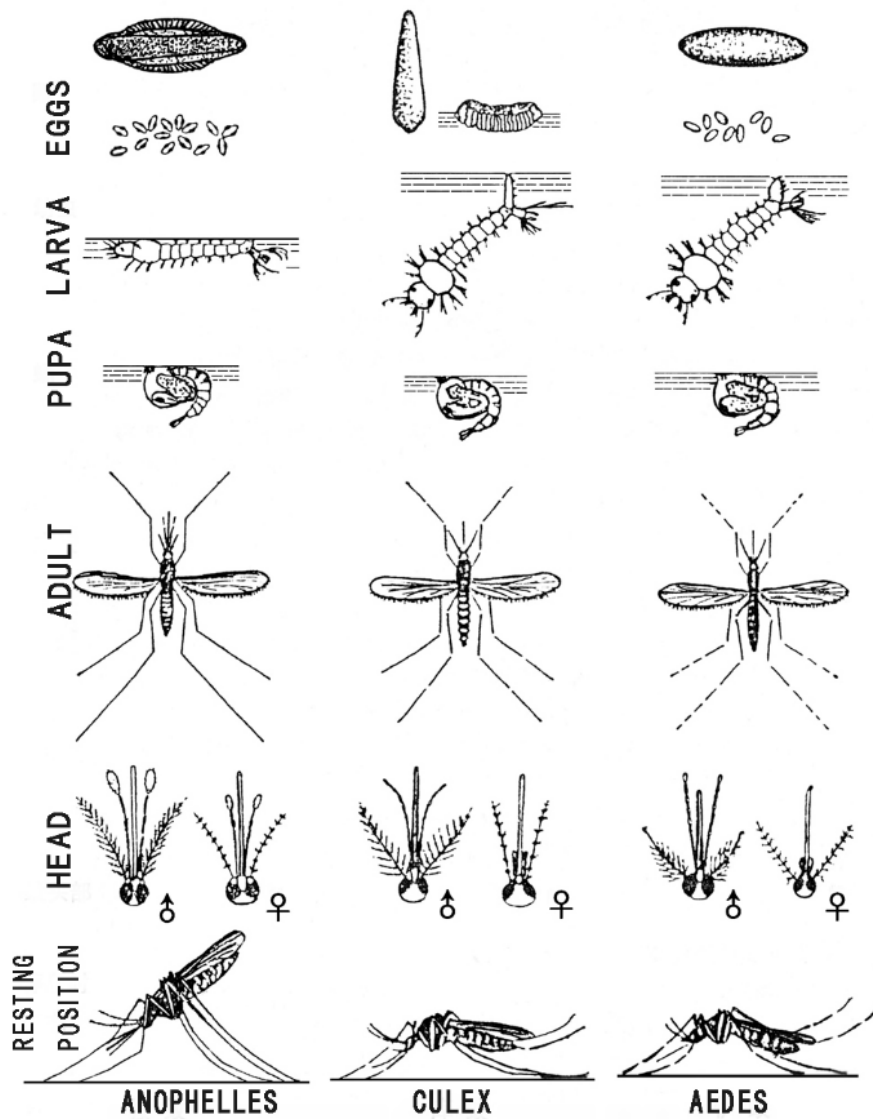 EGGS
LARVA
PUPA
ADULT
HEAD
♂ ♀ ♂ ♀ ♂ ♀
RESTING
POSITION
ANOPHELLES CULEX AEDES